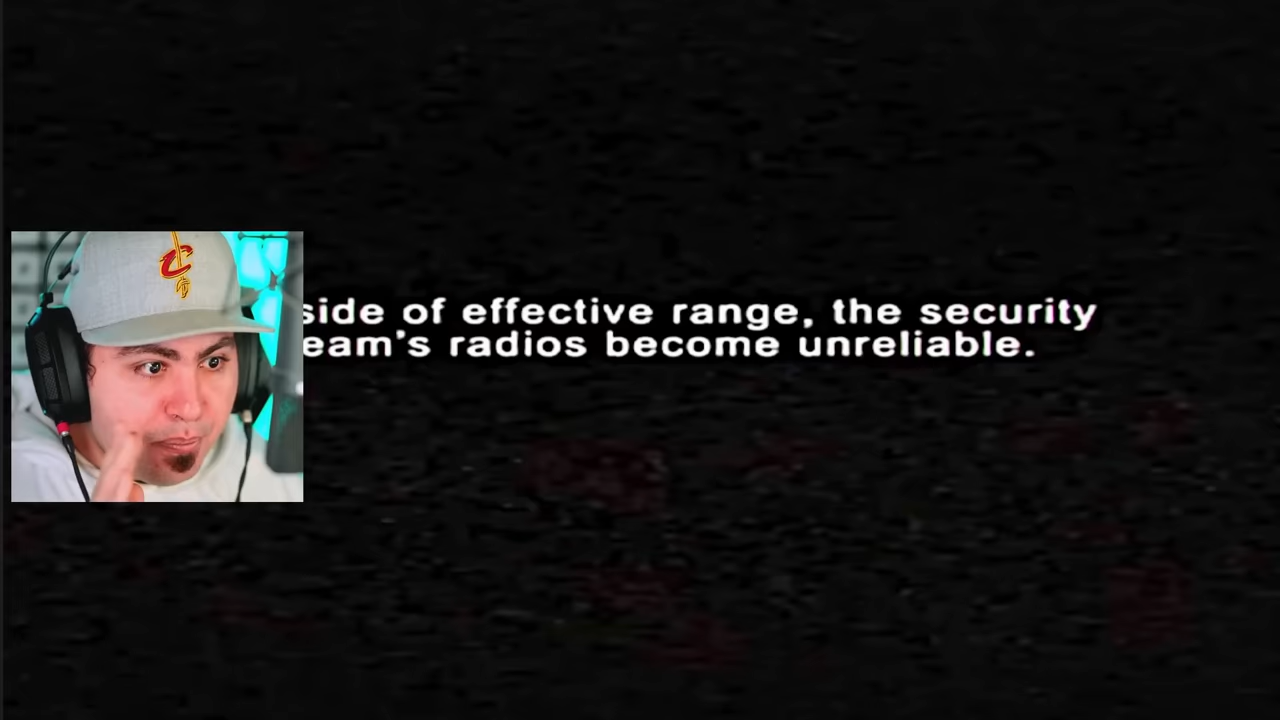 side of effective range, the security
eam's radios become unreliable.